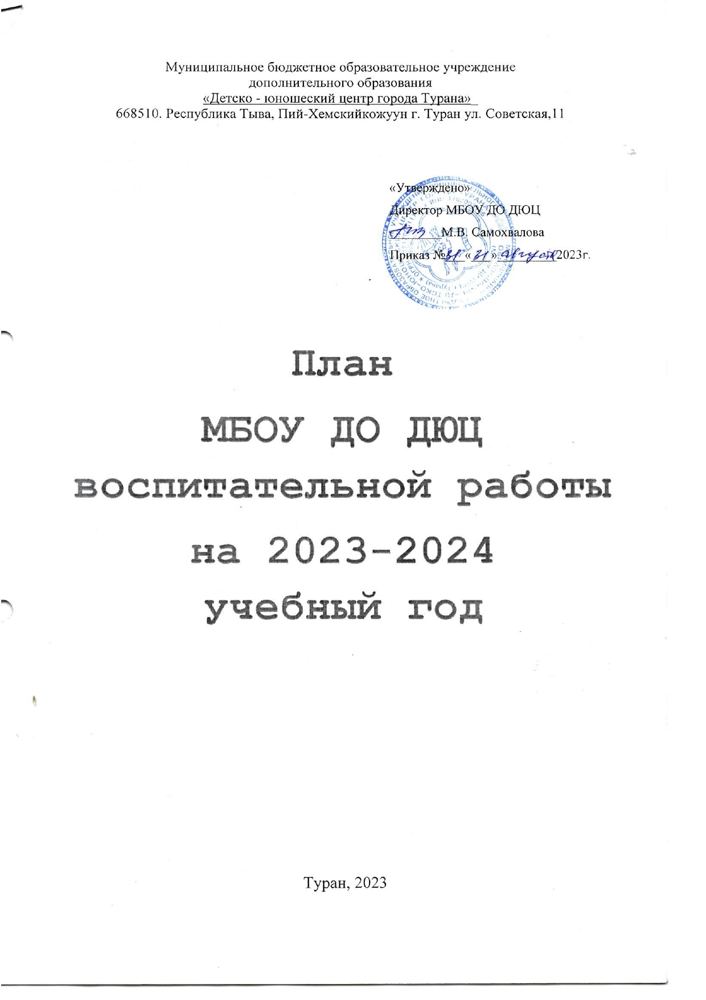 Муниципальное бюджетное образовательное учреждение
дополнительного образования
«Детско - юношеский центр города Турана»_
668510. Республика Тыва, Пий-Хемскийкожуун г. Туран ул. Советская,11
«Утверждено»
Директор МБОУ ДО ДЮЦ
________М.В. Самохвалова
Приказ №31 «31» августа 2023г.
План
МБОУ ДО ДЮЦ
воспитательной работы
на 2023-2024
учебный год
Туран, 2023